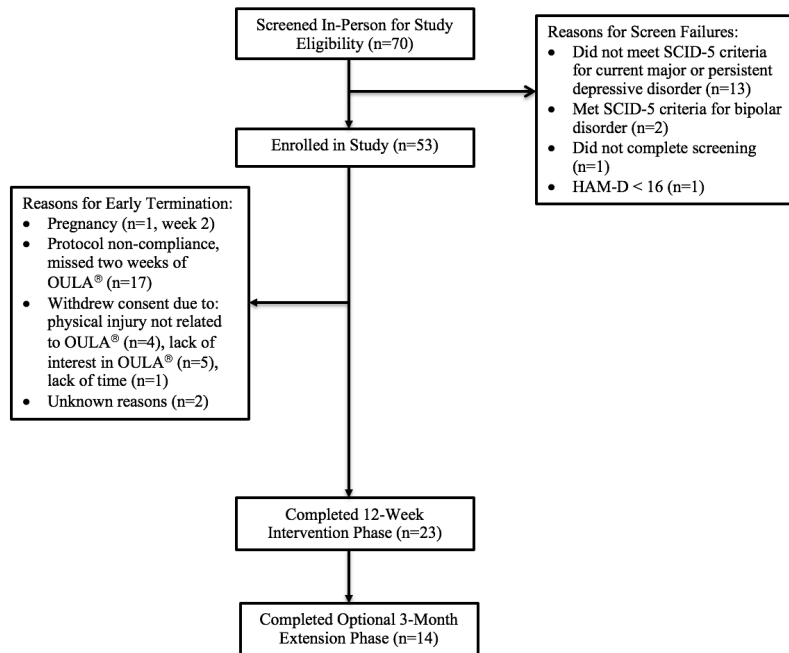 Screened In-Person for Study
Eligibility (n=70)
Reasons for Screen Failures:
• Did not meet SCID-5 criteria
for current major or persistent
depressive disorder (n=13)
• Met SCID-5 criteria for bipolar
disorder (n=2)
• Did not complete screening
(n=1)
• HAM-D < 16 (n=1)
Enrolled in Study (n=53)
Reasons for Early Termination:
• Pregnancy (n=1, week 2)
• Protocol non-compliance,
missed two weeks of
OULA® (n=17)
• Withdrew consent due to:
physical injury not related
to OULA® (n=4), lack of
interest in OULA® (n=5),
lack of time (n=1)
• Unknown reasons (n=2)
Completed 12-Week
Intervention Phase (n=23)
Completed Optional 3-Month
Extension Phase (n=14)